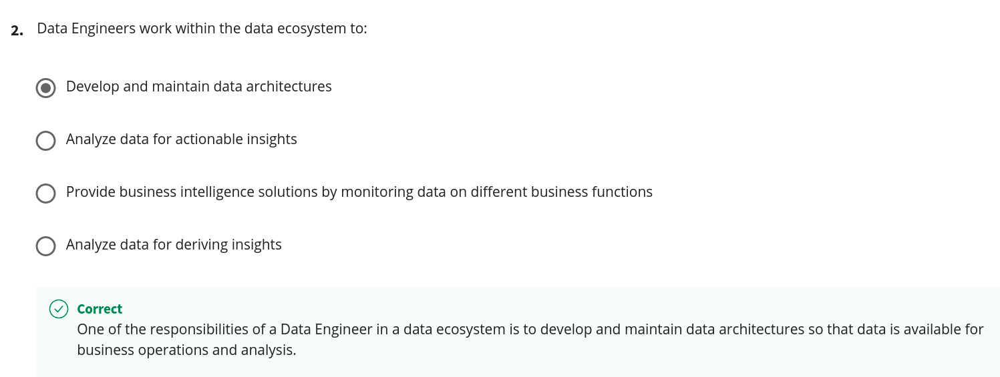 2. Data Engineers work within the data ecosystem to:
Develop and maintain data architectures
Analyze data for actionable insights
Provide business intelligence solutions by monitoring data on different business functions
Analyze data for deriving insights
Correct
One of the responsibilities of a Data Engineer in a data ecosystem is to develop and maintain data architectures so that data is available for
business operations and analysis.